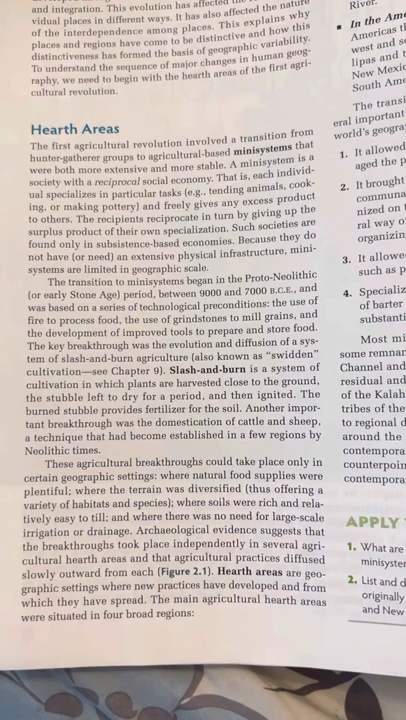 and integration. This evolution has affected the
vidual places in different ways. It has also affected the nature
of the interdependence among places. This explains why
places and regions have come to be distinctive and how this
distinctiveness has formed the basis of geographic variability.
To understand the sequence of major changes in human geog-
raphy, we need to begin with the hearth areas of the first agri-
cultural revolution.
Hearth Areas
The first agricultural revolution involved a transition from
hunter-gatherer groups to agricultural-based minisystems that
were both more extensive and more stable. A minisystem is a
society with a reciprocal social economy. That is, each individ-
ual specializes in particular tasks (e.g., tending animals, cook-
ing, or making pottery) and freely gives any excess product
to others. The recipients reciprocate in turn by giving up the
surplus product of their own specialization. Such societies are
found only in subsistence-based economies. Because they do
not have (or need) an extensive physical infrastructure, mini-
systems are limited in geographic scale.
The transition to minisystems began in the Proto-Neolithic
(or early Stone Age) period, between 9000 and 7000 B.C.E., and
was based on a series of technological preconditions: the use of
fire to process food, the use of grindstones to mill grains, and
the development of improved tools to prepare and store food.
The key breakthrough was the evolution and diffusion of a sys-
tem of slash-and-burn agriculture (also known as "swidden"
cultivation—see Chapter 9). Slash-and-burn is a system of
cultivation in which plants are harvested close to the ground,
the stubble left to dry for a period, and then ignited. The
burned stubble provides fertilizer for the soil. Another impor-
tant breakthrough was the domestication of cattle and sheep,
a technique that had become established in a few regions by
Neolithic times.
These agricultural breakthroughs could take place only in
certain geographic settings: where natural food supplies were
plentiful; where the terrain was diversified (thus offering a
variety of habitats and species); where soils were rich and rela-
tively easy to till; and where there was no need for large-scale
irrigation or drainage. Archaeological evidence suggests that
the breakthroughs took place independently in several agri-
cultural hearth areas and that agricultural practices diffused
slowly outward from each (Figure 2.1). Hearth areas are geo-
graphic settings where new practices have developed and from
which they have spread. The main agricultural hearth areas
were situated in four broad regions:
River.
▪ In the Ame
Americas t
west and s
lipas and t
New Mexic
South Ame
The transi
eral important
world's geogra
1. It allowed
aged the p
2. It brought
communa
nized on
ral way o
organizin
3. It allowe
such as p
4. Specializ
of barter
substanti
Most mi
some remnan
Channel and
residual and
of the Kalah
tribes of the
to regional d
around the
contempora
counterpoin
contempora
APPLY
1. What are
minisyster
2. List and d
originally
and New